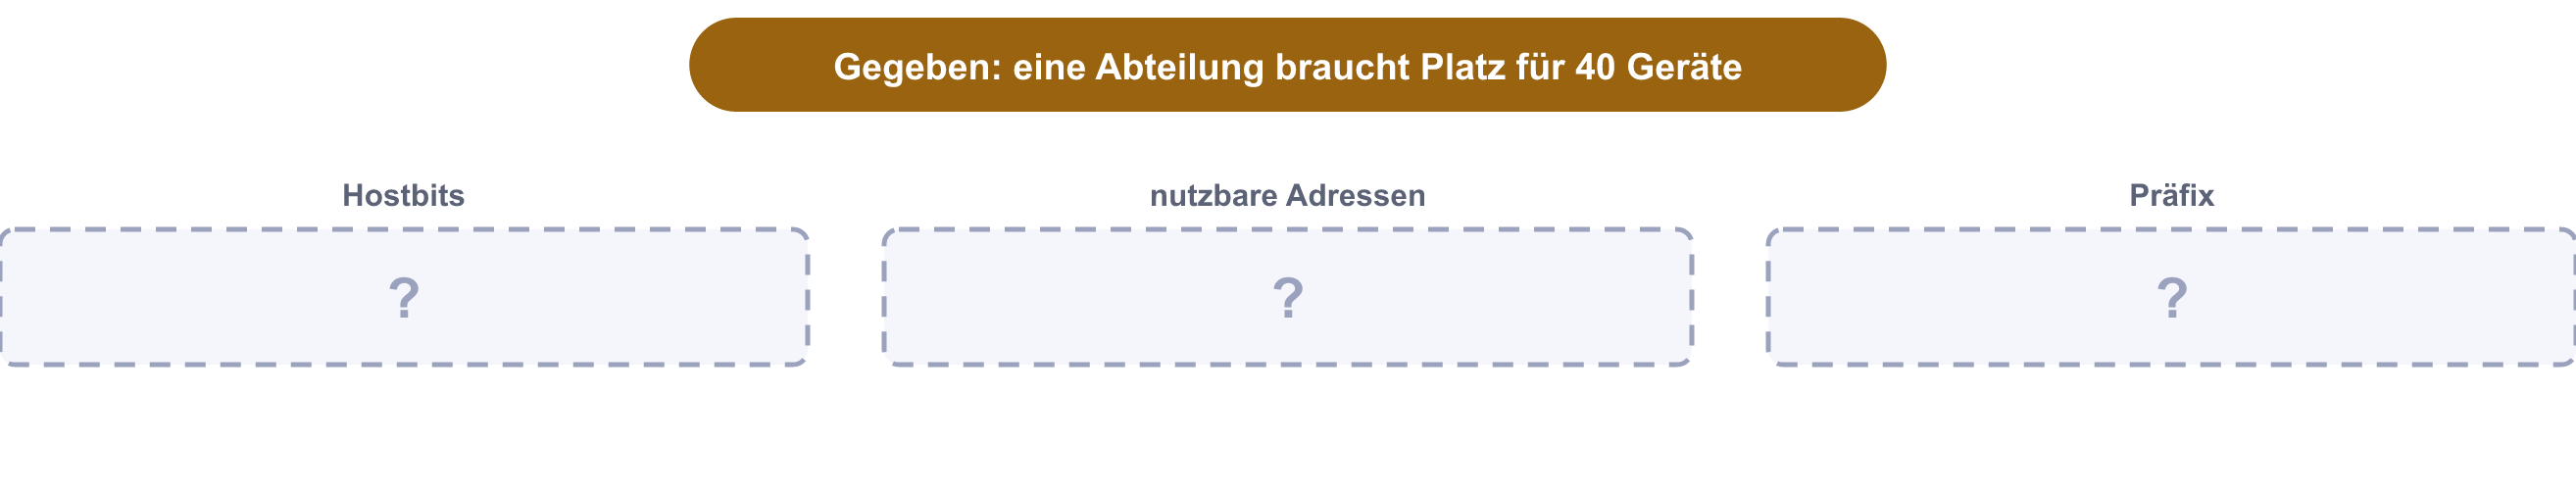 Gegeben: eine Abteilung braucht Platz für 40 Geräte
Hostbits
nutzbare Adressen
Präfix
?
?
?